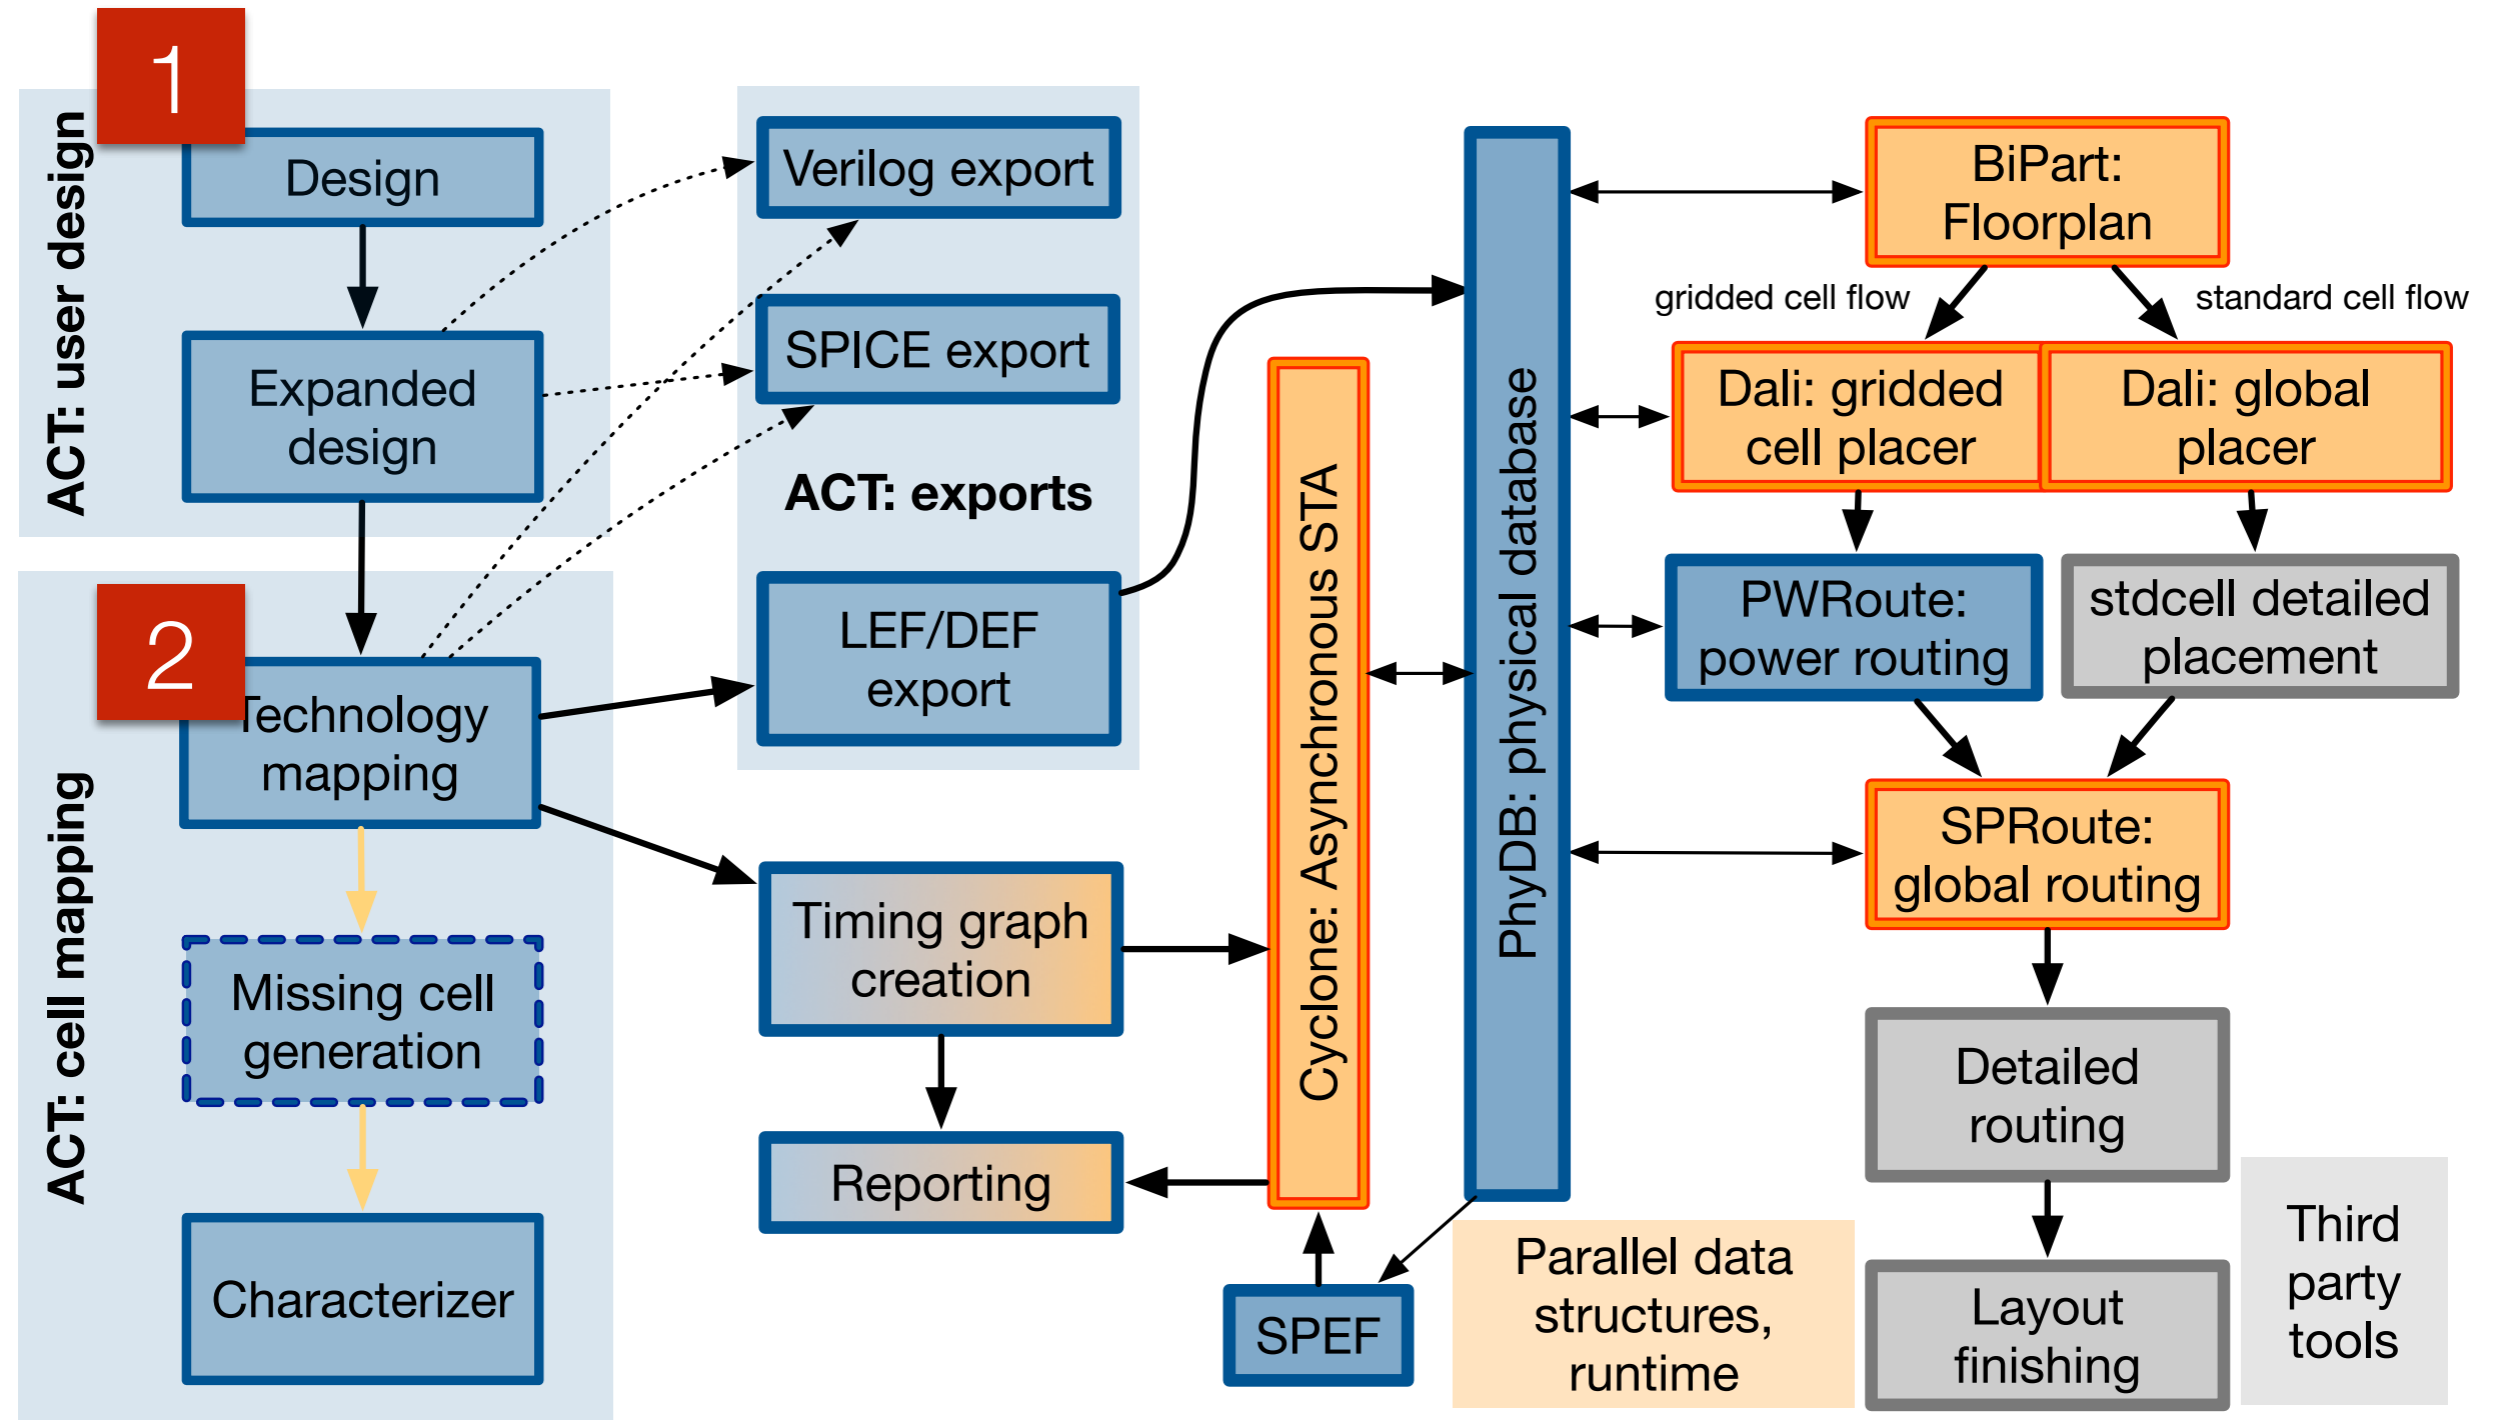 1
ACT: user design
Design
Expanded
design
2
ACT: cell mapping
Technology
mapping
Missing cell
generation
Characterizer
Verilog export
SPICE export
ACT: exports
LEF/DEF
export
Timing graph
creation
Reporting
Cyclone: Asynchronous STA
SPEF
PhyDB: physical database
BiPart:
Floorplan
gridded cell flow
standard cell flow
Dali: gridded
cell placer
Dali: global
placer
PWRoute:
power routing
stdcell detailed
placement
SPRoute:
global routing
Detailed
routing
Layout
finishing
Parallel data
structures,
runtime
Third
party
tools